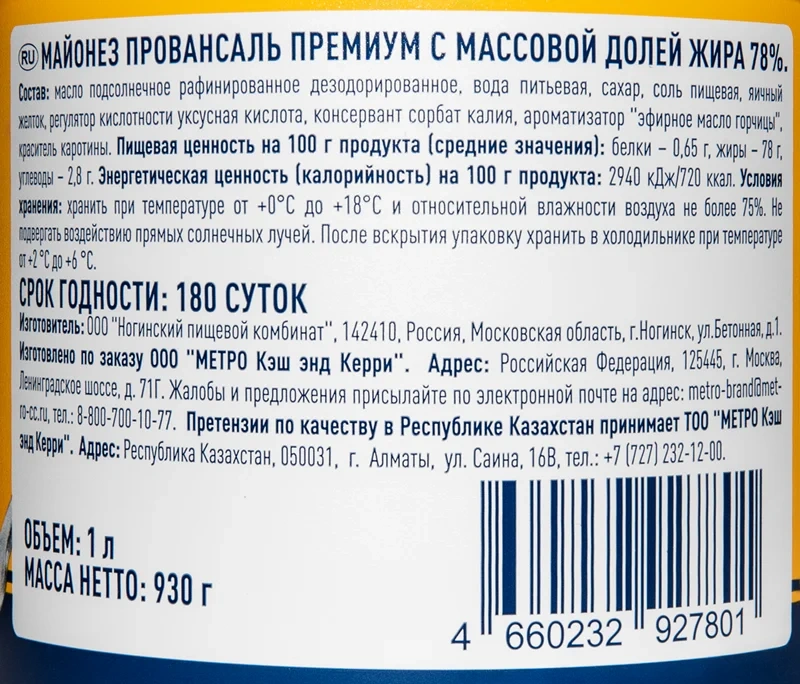 RU МАЙОНЕЗ ПРОВАНСАЛЬ ПРЕМИУМ С МАССОВОЙ ДОЛЕЙ ЖИРА 78%.
Состав: масло подсолнечное рафинированное дезодорированное, вода питьевая, сахар, соль пищевая, яичный
желток, регулятор кислотности уксусная кислота, консервант сорбат калия, ароматизатор "эфирное масло горчицы",
краситель каротины. Пищевая ценность на 100 г продукта (средние значения): белки – 0,65 г, жиры – 78 г,
углеводы – 2,8 г. Энергетическая ценность (калорийность) на 100 г продукта: 2940 кДж/720 ккал. Условия
хранения: хранить при температуре от +0°С до +18°С и относительной влажности воздуха не более 75%. Не
подвергать воздействию прямых солнечных лучей. После вскрытия упаковку хранить в холодильнике при температуре
от +2 °С до +6 °С.
СРОК ГОДНОСТИ: 180 СУТОК
Изготовитель: ООО "Ногинский пищевой комбинат", 142410, Россия, Московская область, г.Ногинск, ул.Бетонная, д.1.
Изготовлено по заказу ООО "МЕТРО Кэш энд Керри". Адрес: Российская Федерация, 125445, г. Москва,
Ленинградское шоссе, д. 71Г. Жалобы и предложения присылайте по электронной почте на адрес: metro-brand@met-
ro-cc.ru, тел.: 8-800-700-10-77. Претензии по качеству в Республике Казахстан принимает ТОО "МЕТРО Кэш
энд Керри". Адрес: Республика Казахстан, 050031, г. Алматы, ул. Саина, 16В, тел.: +7 (727) 232-12-00.
ОБЪЕМ: 1 л
МАССА НЕТТО: 930 г
4 660232 927801